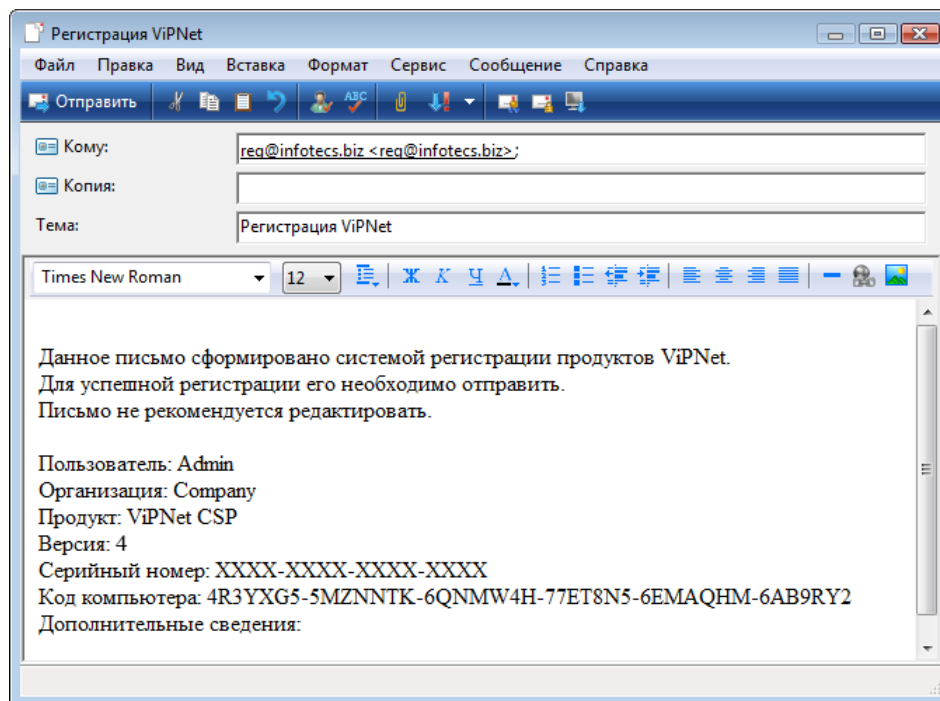 Регистрация ViPNet
Файл Правка Вид Вставка Формат Сервис Сообщение Справка
Отправить ABC
Кому: reg@infotecs.biz <reg@infotecs.biz>;
Копия:
Тема: Регистрация ViPNet
Times New Roman 12 Ж К Ч А
Данное письмо сформировано системой регистрации продуктов ViPNet.
Для успешной регистрации его необходимо отправить.
Письмо не рекомендуется редактировать.
Пользователь: Admin
Организация: Company
Продукт: ViPNet CSP
Версия: 4
Серийный номер: XXXX-XXXX-XXXX-XXXX
Код компьютера: 4R3YXG5-5MZNNTK-6QNMW4H-77ET8N5-6EMAQHM-6AB9RY2
Дополнительные сведения: